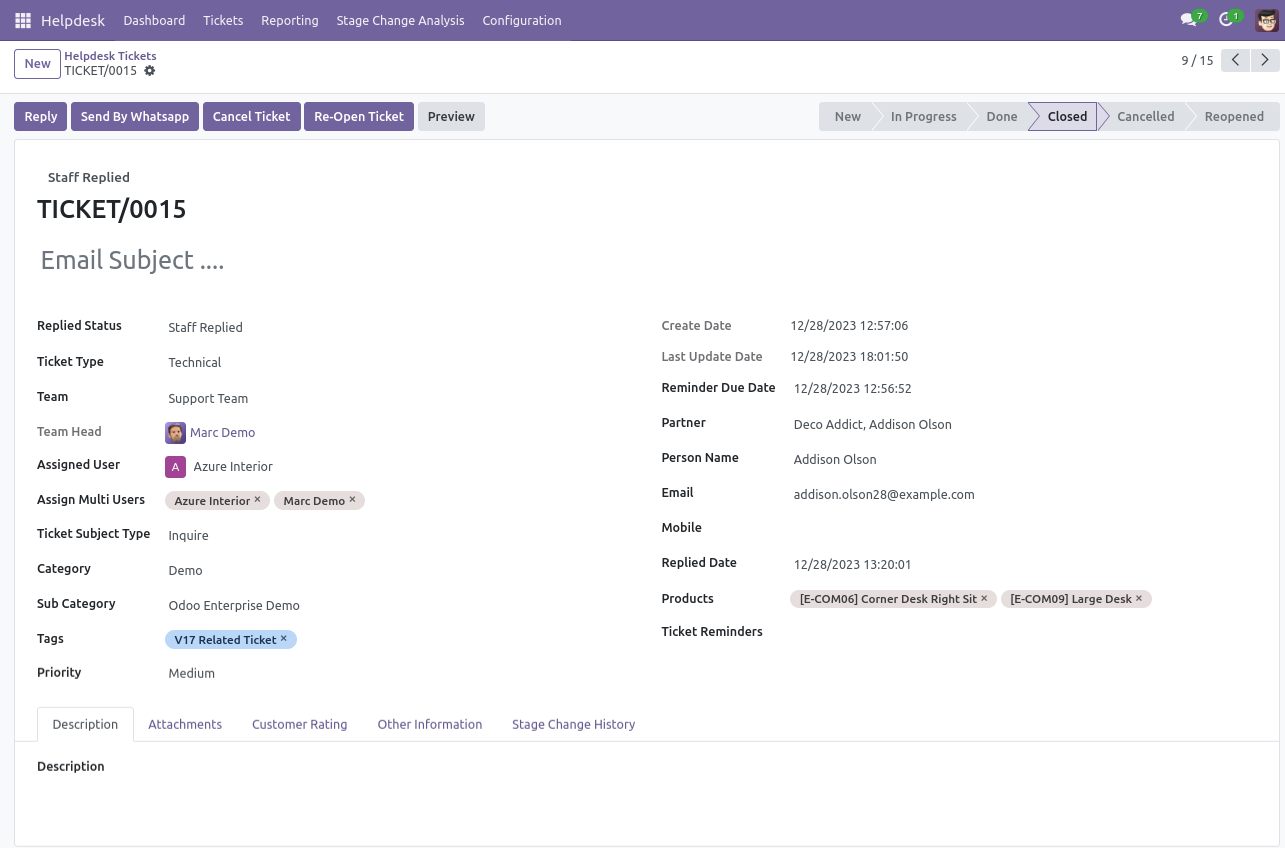 Helpdesk Dashboard Tickets Reporting Stage Change Analysis Configuration 7 1
New Helpdesk Tickets
TICKET/0015 9 / 15
Reply Send By Whatsapp Cancel Ticket Re-Open Ticket Preview New In Progress Done Closed Cancelled Reopened
Staff Replied
TICKET/0015
Email Subject ....
Replied Status Staff Replied
Ticket Type Technical
Team Support Team
Team Head Marc Demo
Assigned User A Azure Interior
Assign Multi Users Azure Interior × Marc Demo ×
Ticket Subject Type Inquire
Category Demo
Sub Category Odoo Enterprise Demo
Tags V17 Related Ticket ×
Priority Medium
Create Date 12/28/2023 12:57:06
Last Update Date 12/28/2023 18:01:50
Reminder Due Date 12/28/2023 12:56:52
Partner Deco Addict, Addison Olson
Person Name Addison Olson
Email addison.olson28@example.com
Mobile
Replied Date 12/28/2023 13:20:01
Products [E-COM06] Corner Desk Right Sit × [E-COM09] Large Desk ×
Ticket Reminders
Description Attachments Customer Rating Other Information Stage Change History
Description